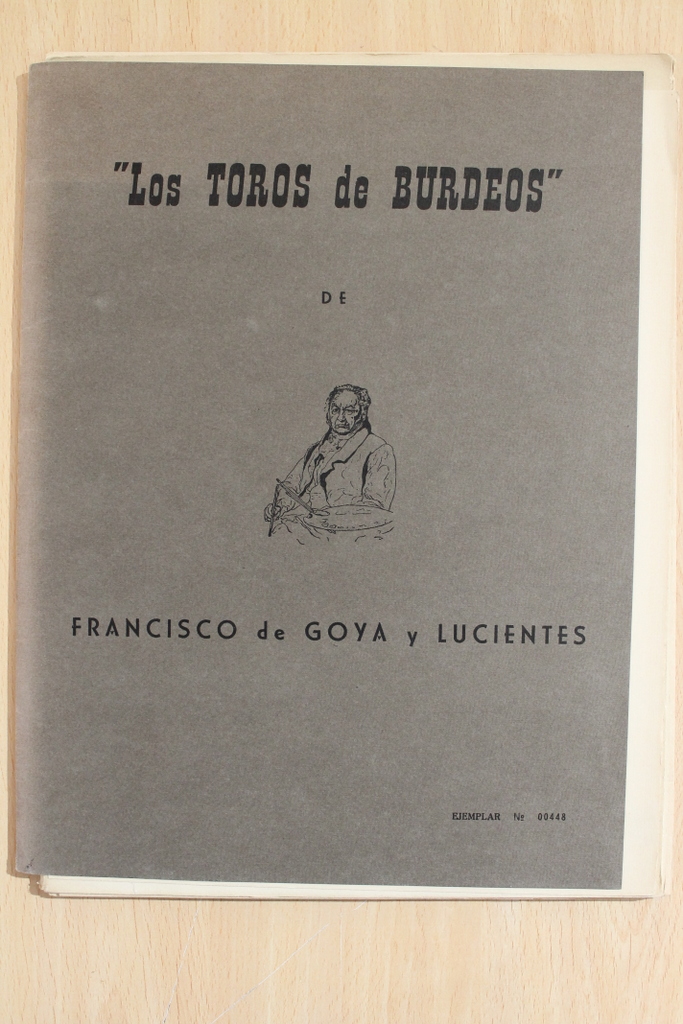 "Los TOROS de BURDEOS"
DE
FRANCISCO de GOYA y LUCIENTES
EJEMPLAR Nº 00448